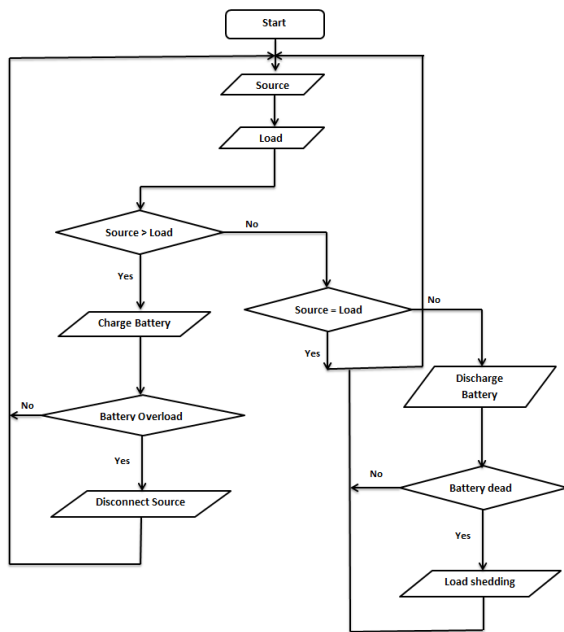 Start
Source
Load
Source > Load
No
Yes
Source = Load
No
Charge Battery
Yes
Discharge
Battery
No
Battery Overload
Yes
No
Battery dead
Disconnect Source
Yes
Load shedding